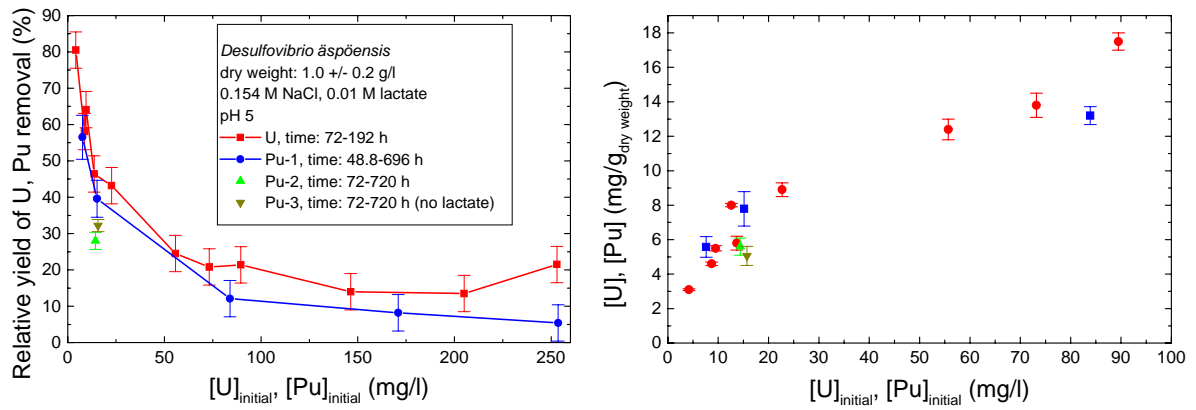 Relative yield of U, Pu removal (%)
90
80
70
60
50
40
30
20
10
0
Desulfovibrio äspöensis
dry weight: 1.0 +/- 0.2 g/l
0.154 M NaCl, 0.01 M lactate
pH 5
U, time: 72-192 h
Pu-1, time: 48.8-696 h
Pu-2, time: 72-720 h
Pu-3, time: 72-720 h (no lactate)
0 50 100 150 200 250
[U]initial, [Pu]initial (mg/l)
[U], [Pu] (mg/gdry weight)
18
16
14
12
10
8
6
4
2
0
0 10 20 30 40 50 60 70 80 90 100
[U]initial, [Pu]initial (mg/l)